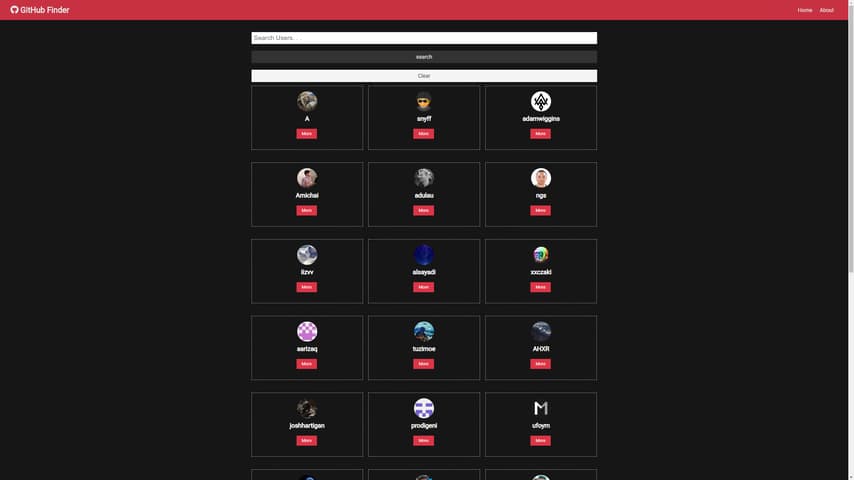 GitHub Finder
Home About
Search Users. . .
search
Clear
A snyff adamwiggins
More More More
Amichai adulau ngs
More More More
lizvv alsayadi xxczaki
More More More
aarizaq tuzimoe AHXR
More More More
joshhartigan prodigeni ufoym
More More More